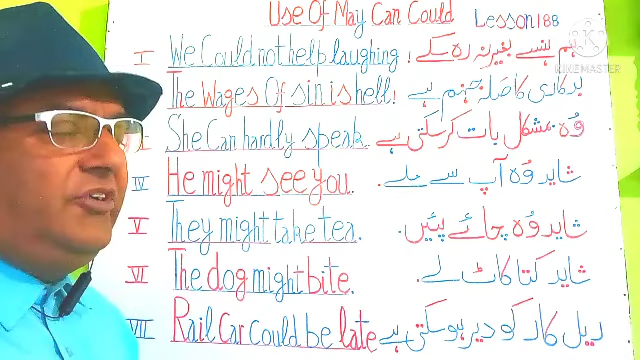 Use Of May Can Could Lesson 188
I We Could not help laughing ! ہم ہنسے بغیر نہ رہ سکے
KINEMASTER
The Wages Of sin is hell ! بدکاری کا صلہ جہنم ہے
She Can hardly speak. وہ مشکل بات کرسکتی ہے
IV He might see you. شاید وہ آپ سے ملے .
V They might take tea. شاید وہ چائے پئیں .
VI The dog might bite. شاید کتا کاٹ لے .
VII Rail Car Could be late ریل کار کو دیر ہو سکتی ہے